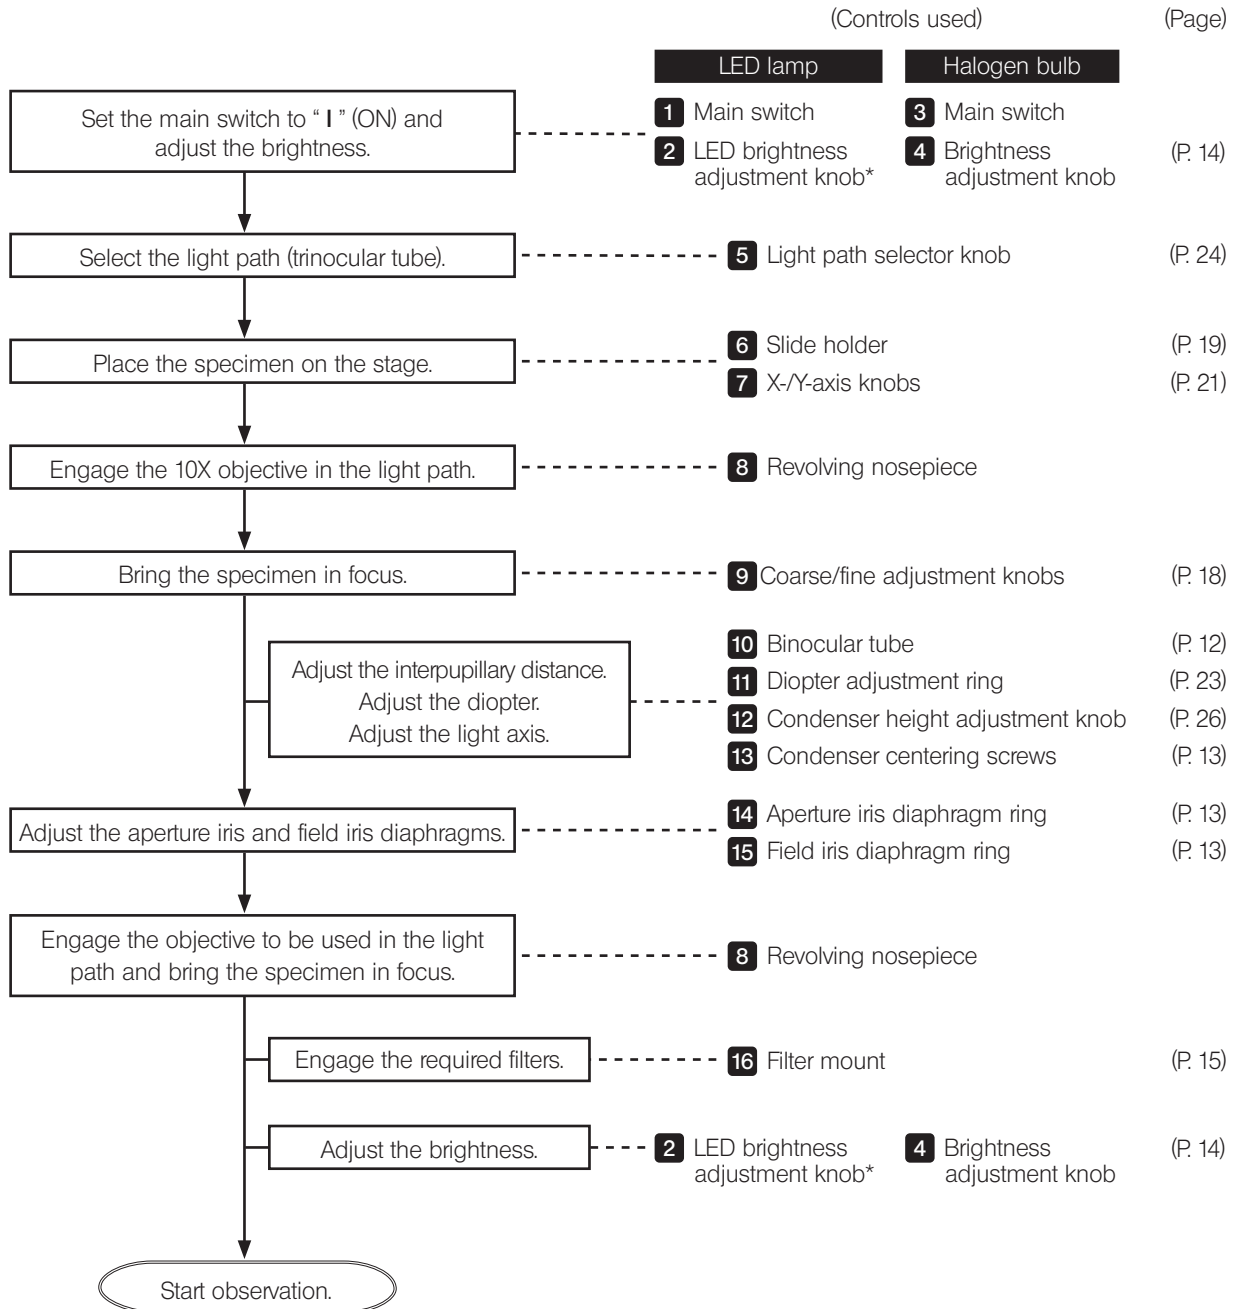 (Controls used) (Page)
LED lamp Halogen bulb
Set the main switch to “ I ” (ON) and
adjust the brightness.
1 Main switch 3 Main switch
2 LED brightness
adjustment knob*
4 Brightness
adjustment knob
(P. 14)
Select the light path (trinocular tube).
5 Light path selector knob (P. 24)
Place the specimen on the stage.
6 Slide holder (P. 19)
7 X-/Y-axis knobs (P. 21)
Engage the 10X objective in the light path.
8 Revolving nosepiece
Bring the specimen in focus.
9 Coarse/fine adjustment knobs (P. 18)
Adjust the interpupillary distance.
Adjust the diopter.
Adjust the light axis.
10 Binocular tube (P. 12)
11 Diopter adjustment ring (P. 23)
12 Condenser height adjustment knob (P. 26)
13 Condenser centering screws (P. 13)
Adjust the aperture iris and field iris diaphragms.
14 Aperture iris diaphragm ring (P. 13)
15 Field iris diaphragm ring (P. 13)
Engage the objective to be used in the light
path and bring the specimen in focus.
8 Revolving nosepiece
Engage the required filters.
16 Filter mount (P. 15)
Adjust the brightness.
2 LED brightness
adjustment knob*
4 Brightness
adjustment knob
(P. 14)
Start observation.